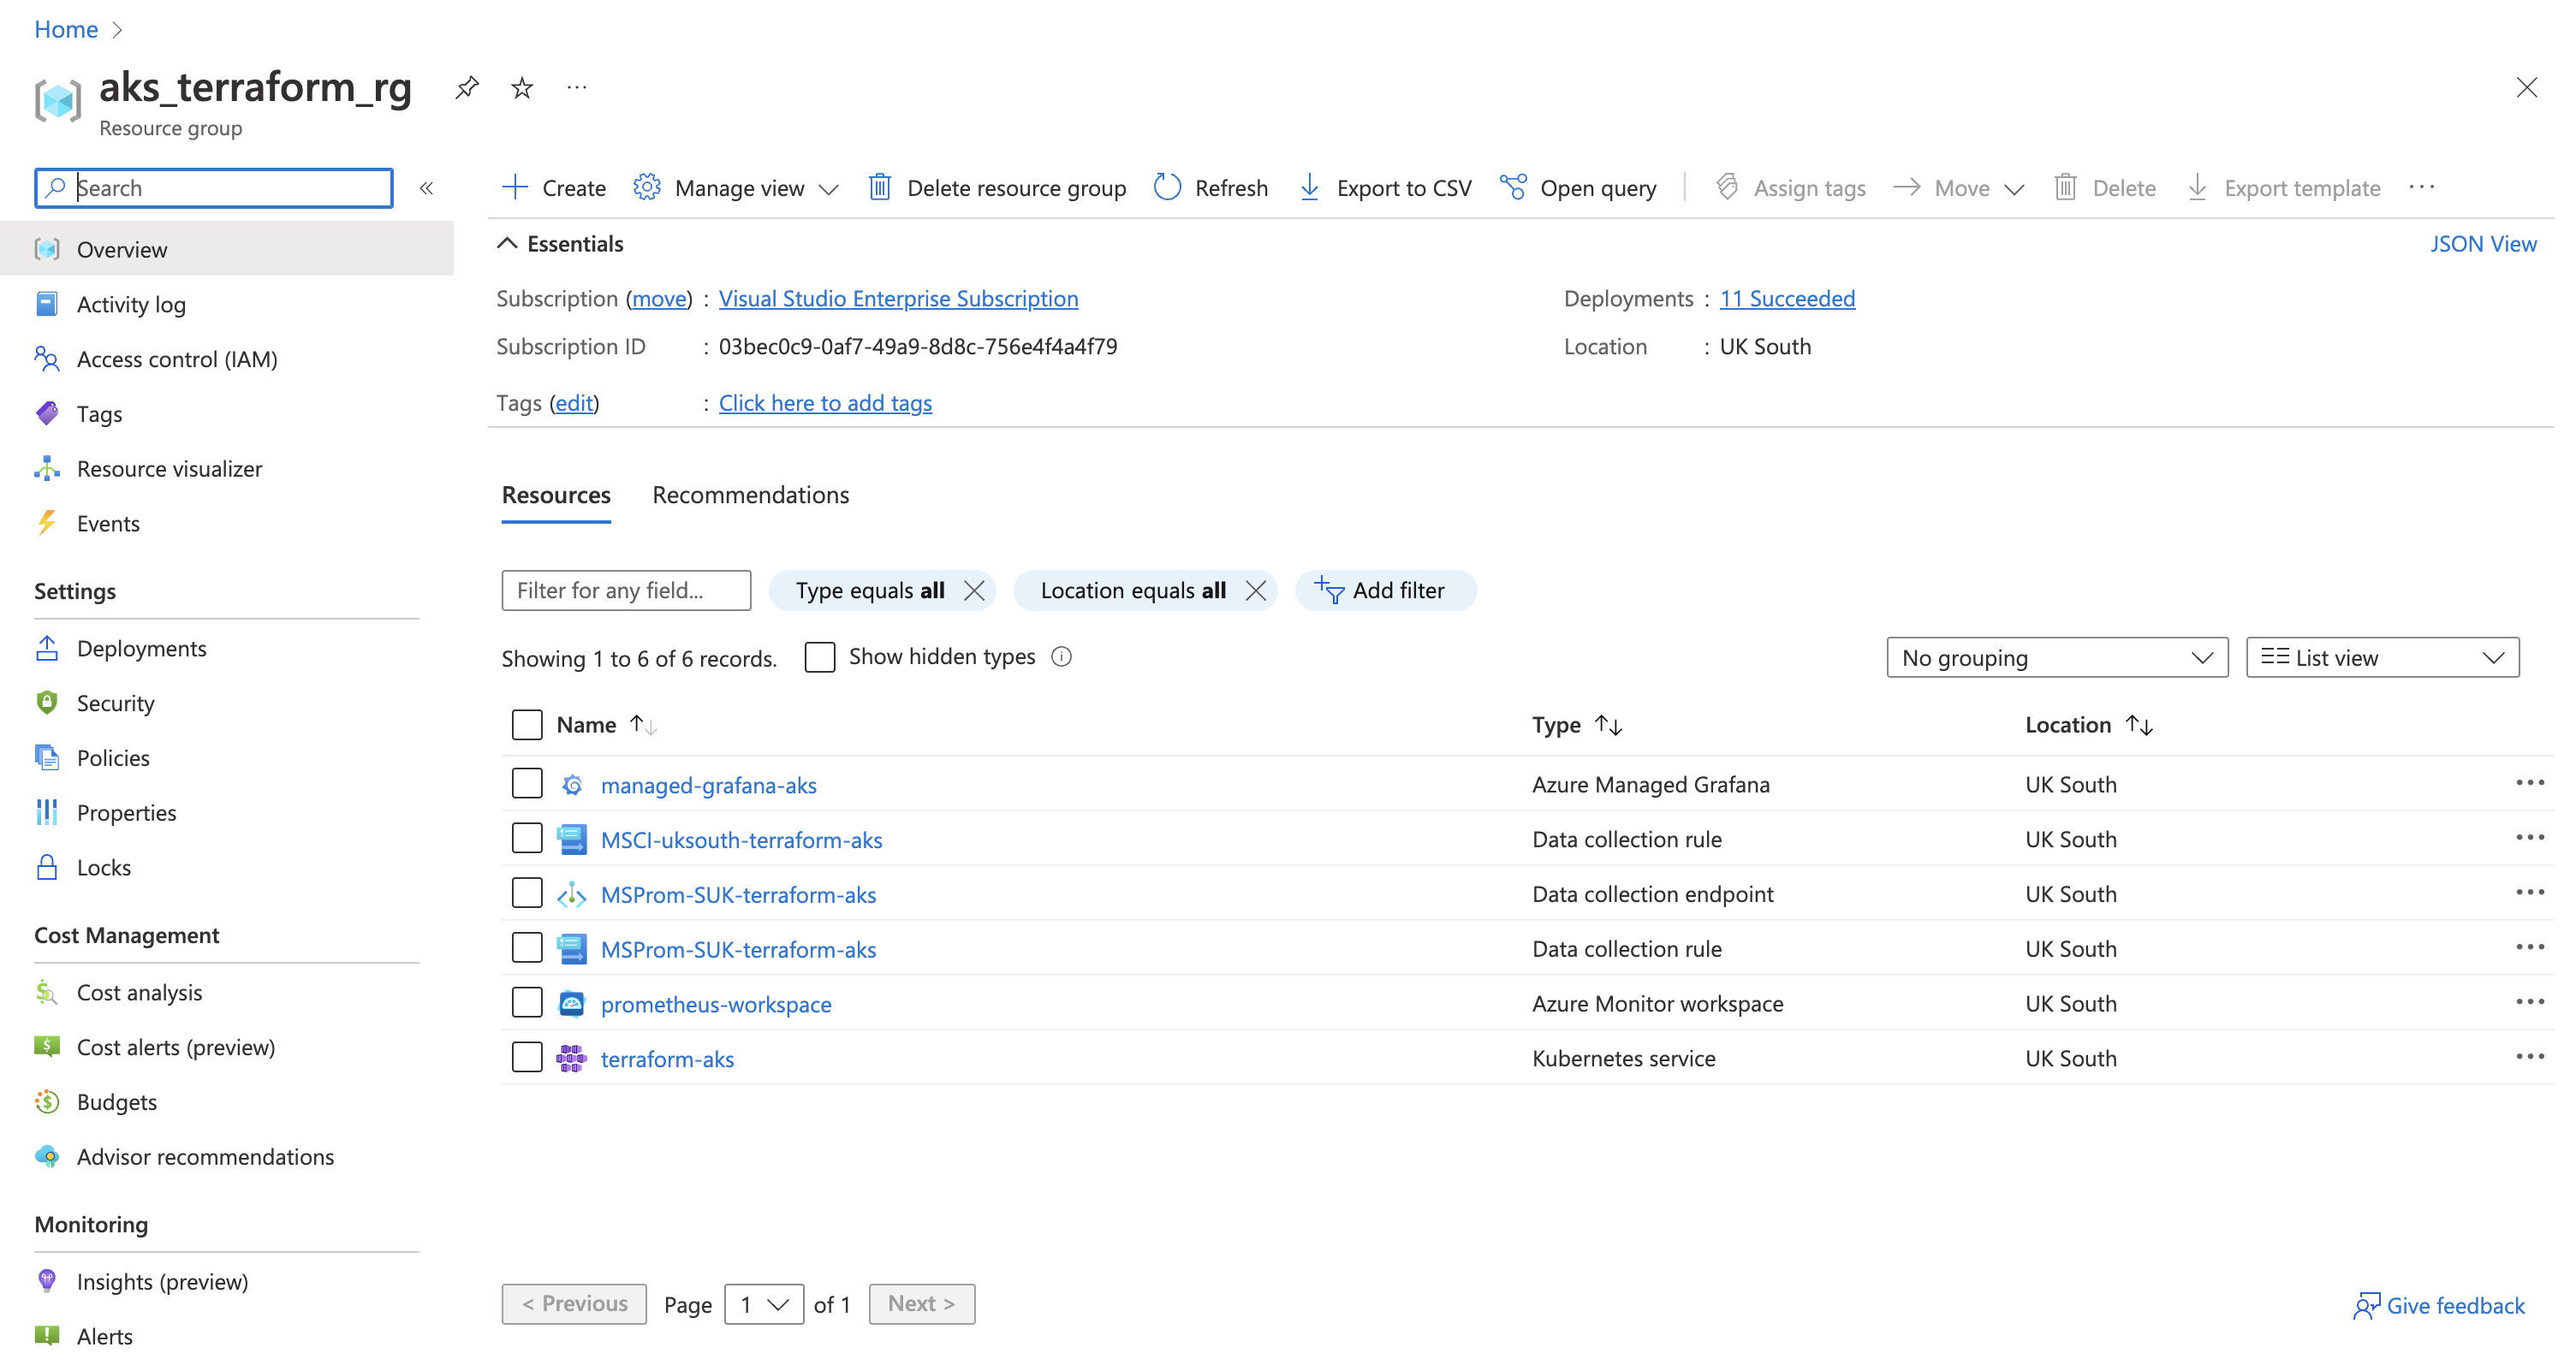 Home
aks_terraform_rg
Resource group
Search
Create
Manage view
Delete resource group
Refresh
Export to CSV
Open query
Assign tags
Move
Delete
Export template
Overview
Activity log
Access control (IAM)
Tags
Resource visualizer
Events
Settings
Deployments
Security
Policies
Properties
Locks
Cost Management
Cost analysis
Cost alerts (preview)
Budgets
Advisor recommendations
Monitoring
Insights (preview)
Alerts
Essentials
JSON View
Subscription (move) : Visual Studio Enterprise Subscription
Subscription ID : 03bec0c9-0af7-49a9-8d8c-756e4f4a4f79
Tags (edit) : Click here to add tags
Deployments : 11 Succeeded
Location : UK South
Resources Recommendations
Filter for any field...
Type equals all
Location equals all
Add filter
Showing 1 to 6 of 6 records.
Show hidden types
No grouping
List view
Name Type Location
managed-grafana-aks Azure Managed Grafana UK South
MSCI-uksouth-terraform-aks Data collection rule UK South
MSProm-SUK-terraform-aks Data collection endpoint UK South
MSProm-SUK-terraform-aks Data collection rule UK South
prometheus-workspace Azure Monitor workspace UK South
terraform-aks Kubernetes service UK South
< Previous Page 1 of 1 Next >
Give feedback